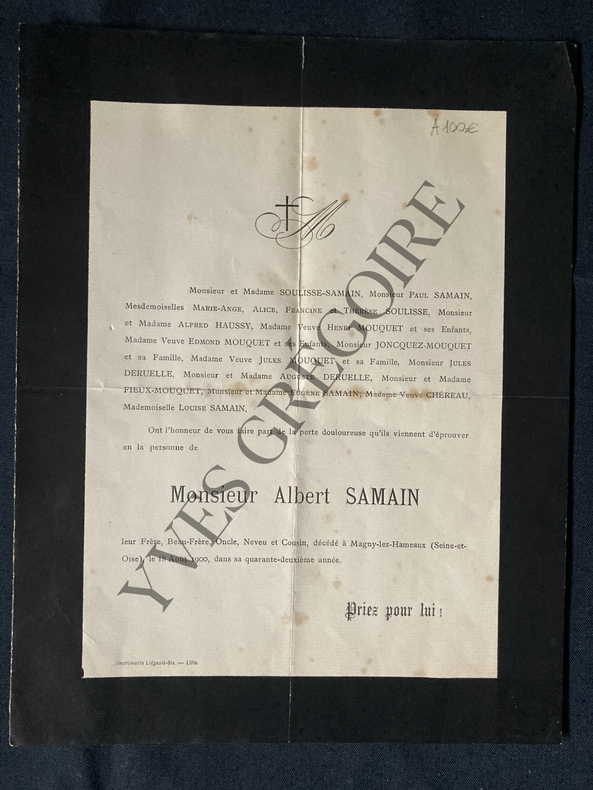 A 100€
M
Monsieur et Madame SOULISSE-SAMAIN, Monsieur PAUL SAMAIN,
Mesdemoiselles MARIE-ANGE, ALICE, FRANCINE et THÉRÈSE SOULISSE, Monsieur
et Madame ALFRED HAUSSY, Madame Veuve HENRI MOUQUET et ses Enfants,
Madame Veuve EDMOND MOUQUET et ses Enfants, Monsieur JONCQUEZ-MOUQUET
et sa Famille, Madame Veuve JULES MOUQUET et sa Famille, Monsieur JULES
DERUELLE, Monsieur et Madame AUGUSTE DERUELLE, Monsieur et Madame
FIEUX-MOUQUET, Monsieur et Madame EUGÈNE SAMAIN, Madame Veuve CHÉREAU,
Mademoiselle LOUISE SAMAIN,
Ont l'honneur de vous faire part de la perte douloureuse qu'ils viennent d'éprouver
en la personne de
Monsieur Albert SAMAIN
leur Frère, Beau-Frère, Oncle, Neveu et Cousin, décédé à Magny-lez-Hameaux (Seine-et-
Oise), le 18 Août 1900, dans sa quarante-deuxième année.
Priez pour lui !
Imprimerie Liégeois-Six. — Lille.
YVES GREGOIRE